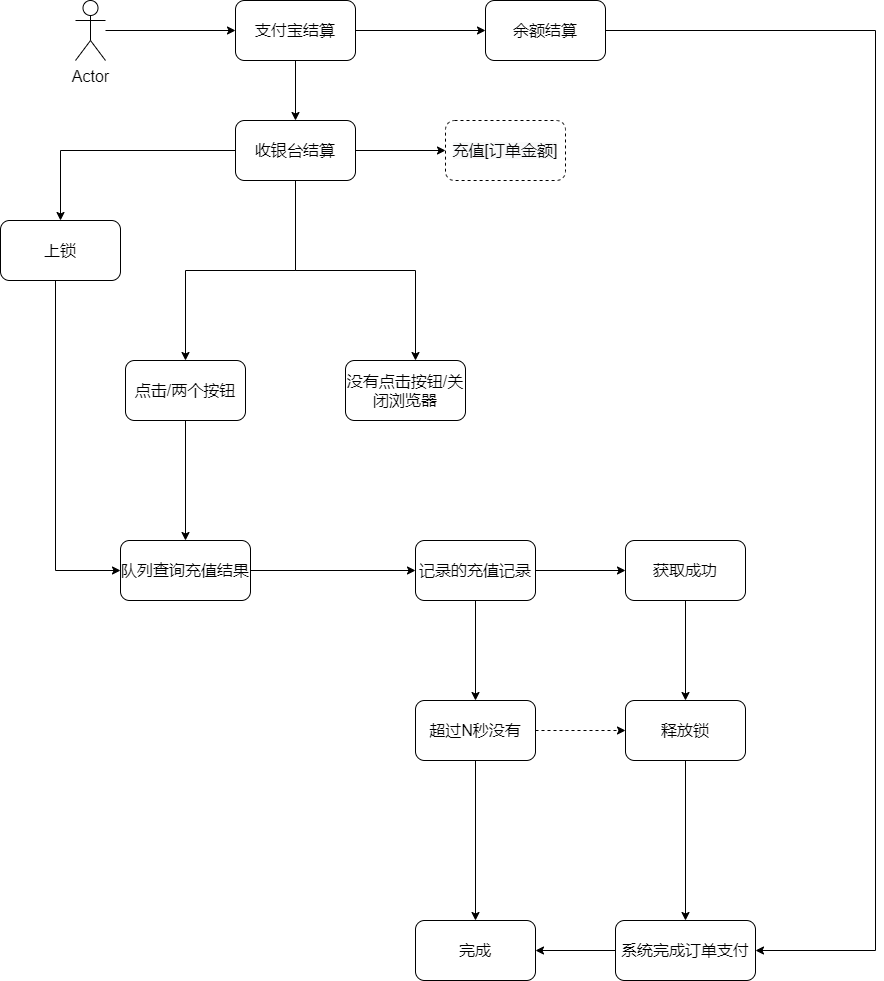 支付宝结算
余额结算
Actor
收银台结算
充值[订单金额]
上锁
点击/两个按钮
没有点击按钮/关
闭浏览器
队列查询充值结果
记录的充值记录
获取成功
超过N秒没有
释放锁
完成
系统完成订单支付